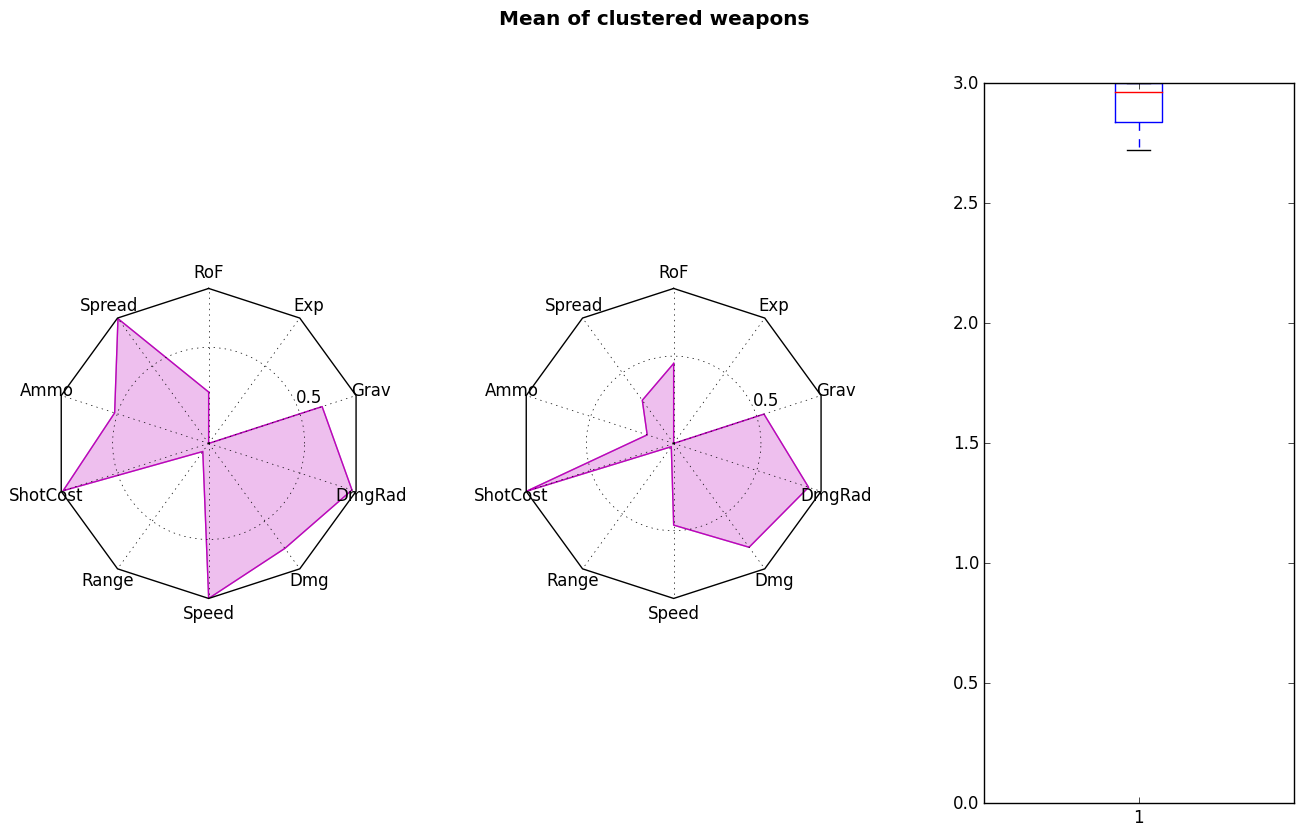 Mean of clustered weapons
RoF
Exp
Spread
Grav
Ammo
0.5
ShotCost
DmgRad
Range
Dmg
Speed
RoF
Exp
Spread
Grav
Ammo
0.5
ShotCost
DmgRad
Range
Dmg
Speed
3.0
2.5
2.0
1.5
1.0
0.5
0.0
1